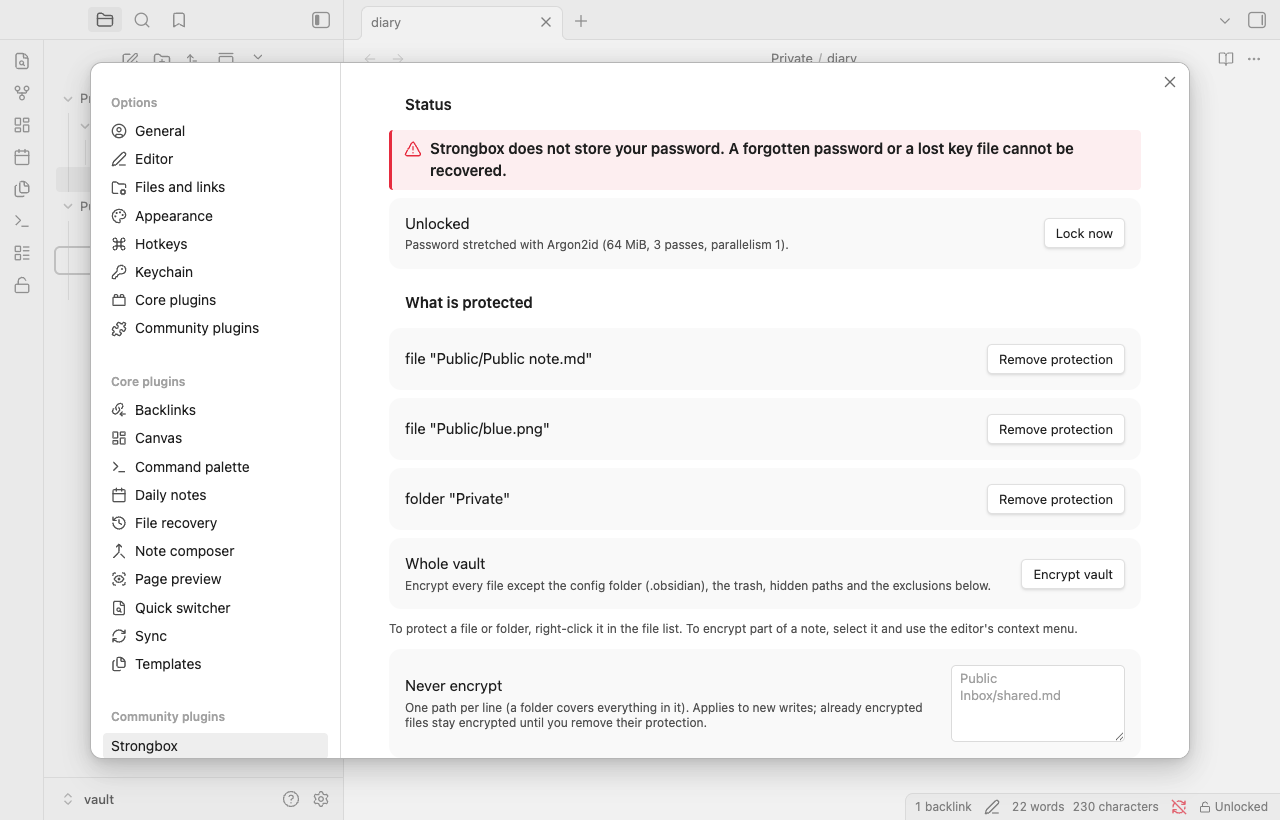 diary
Private / diary
Options
General
Editor
Files and links
Appearance
Hotkeys
Keychain
Core plugins
Community plugins
Core plugins
Backlinks
Canvas
Command palette
Daily notes
File recovery
Note composer
Page preview
Quick switcher
Sync
Templates
Community plugins
Strongbox
Status
Strongbox does not store your password. A forgotten password or a lost key file cannot be
recovered.
Unlocked
Password stretched with Argon2id (64 MiB, 3 passes, parallelism 1).
Lock now
What is protected
file "Public/Public note.md"
Remove protection
file "Public/blue.png"
Remove protection
folder "Private"
Remove protection
Whole vault
Encrypt every file except the config folder (.obsidian), the trash, hidden paths and the exclusions below.
Encrypt vault
To protect a file or folder, right-click it in the file list. To encrypt part of a note, select it and use the editor's context menu.
Never encrypt
One path per line (a folder covers everything in it). Applies to new writes; already encrypted
files stay encrypted until you remove their protection.
Public
Inbox/shared.md
vault
1 backlink 22 words 230 characters Unlocked